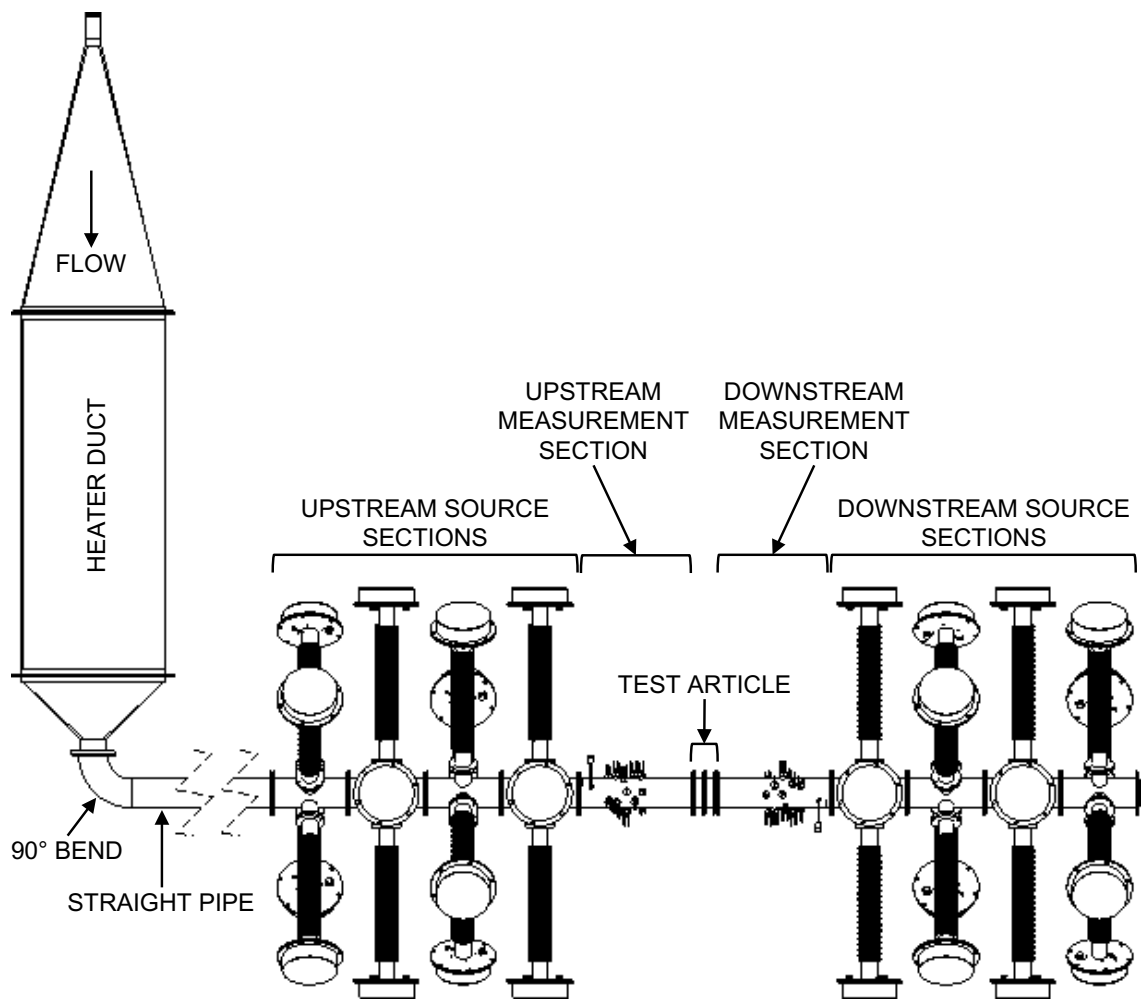 FLOW
HEATER DUCT
UPSTREAM
MEASUREMENT
SECTION
DOWNSTREAM
MEASUREMENT
SECTION
UPSTREAM SOURCE
SECTIONS
DOWNSTREAM SOURCE
SECTIONS
TEST ARTICLE
90° BEND
STRAIGHT PIPE